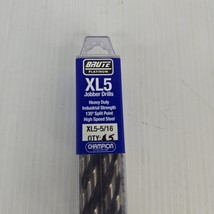 BRUTE
PLATINUM
XL5
Jobber Drills
Heavy Duty
Industrial Strength
135° Split Point
High Speed Steel
XL5-5/16
QTY:
CHAMPION